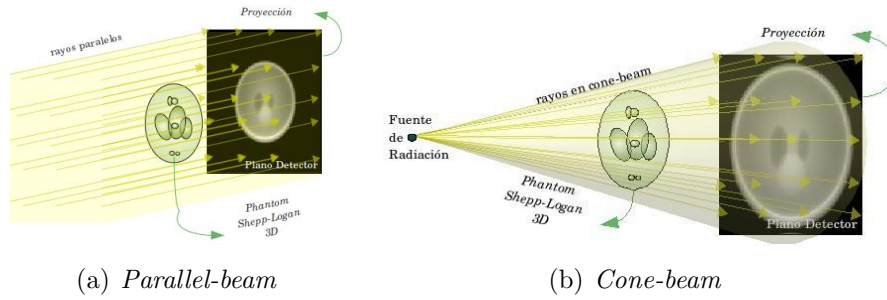 Proyección
rayos paralelos
Plano Detector
Phantom
Shepp-Logan
3D
(a) Parallel-beam
Proyección
rayos en cone-beam
Fuente
de
Radiación
Phantom
Shepp-Logan
3D
Plano Detector
(b) Cone-beam